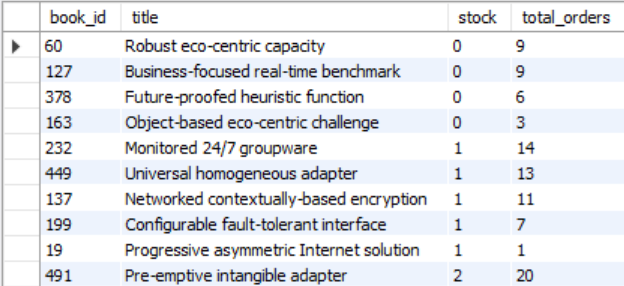 book_id title stock total_orders
60 Robust eco-centric capacity 0 9
127 Business-focused real-time benchmark 0 9
378 Future-proofed heuristic function 0 6
163 Object-based eco-centric challenge 0 3
232 Monitored 24/7 groupware 1 14
449 Universal homogeneous adapter 1 13
137 Networked contextually-based encryption 1 11
199 Configurable fault-tolerant interface 1 7
19 Progressive asymmetric Internet solution 1 1
491 Pre-emptive intangible adapter 2 20